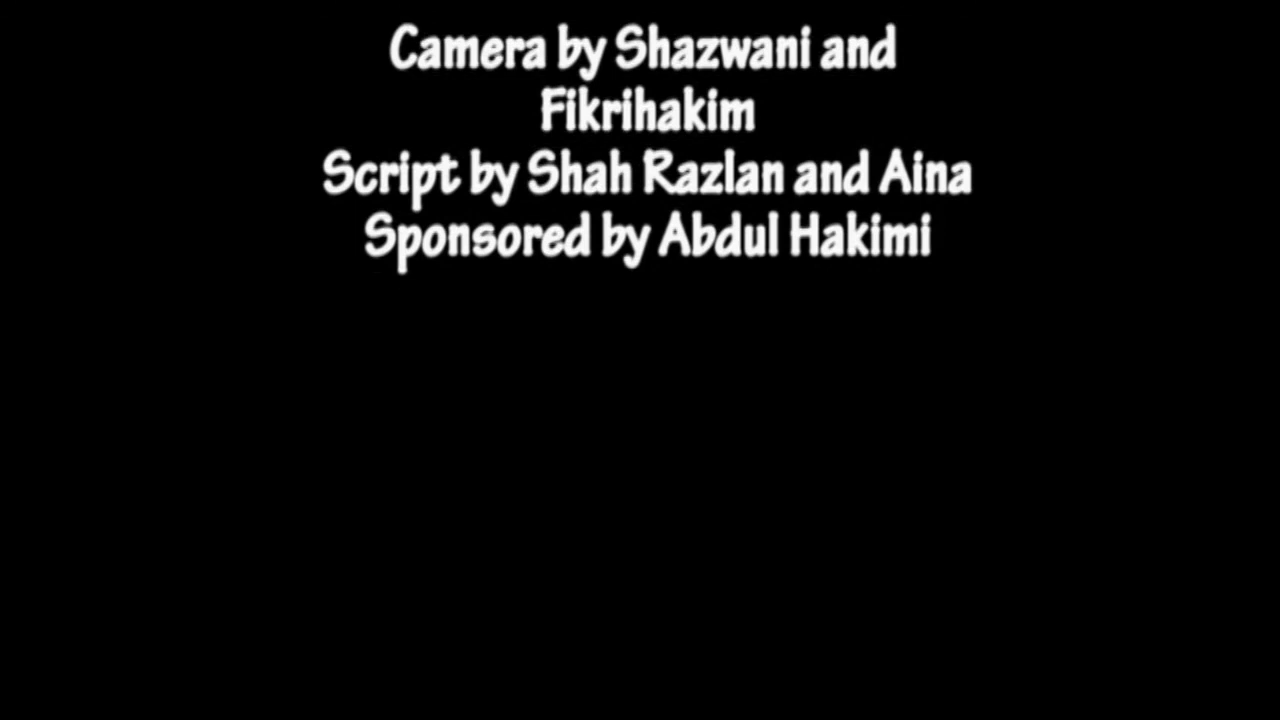 Camera by Shazwani and
Fikrihakim
Script by Shah Razlan and Aina
Sponsored by Abdul Hakimi